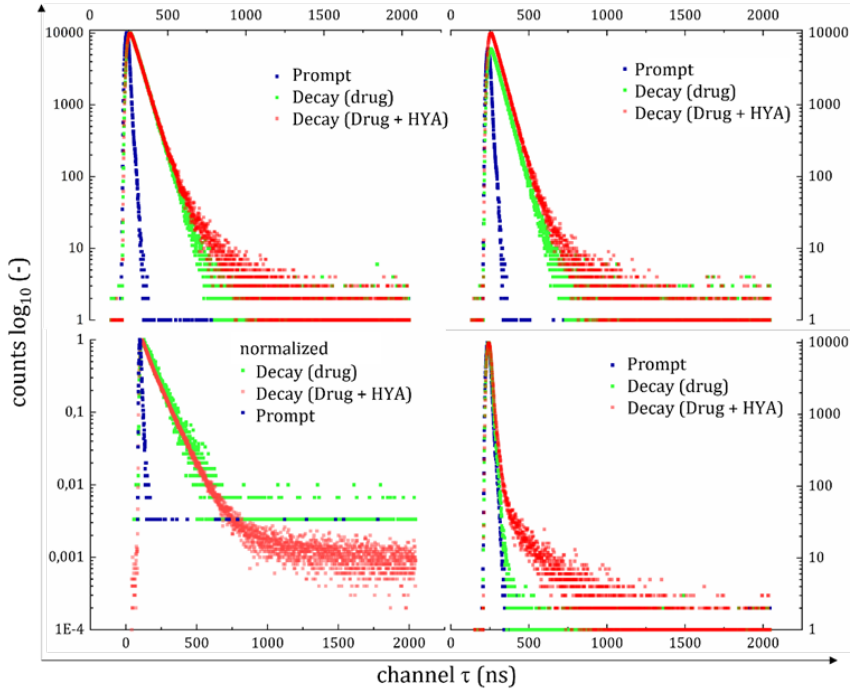 0 500 1000 1500 2000
0 500 1000 1500 2000
10000
1000
100
10
1
Prompt
Decay (drug)
Decay (Drug + HYA)
Prompt
Decay (drug)
Decay (Drug + HYA)
10000
1000
100
10
1
counts log10 (-)
1
0,1
0,01
0,001
1E-4
normalized
Decay (drug)
Decay (Drug + HYA)
Prompt
Prompt
Decay (drug)
Decay (Drug + HYA)
10000
1000
100
10
1
0 500 1000 1500 2000
0 500 1000 1500 2000
channel τ (ns)